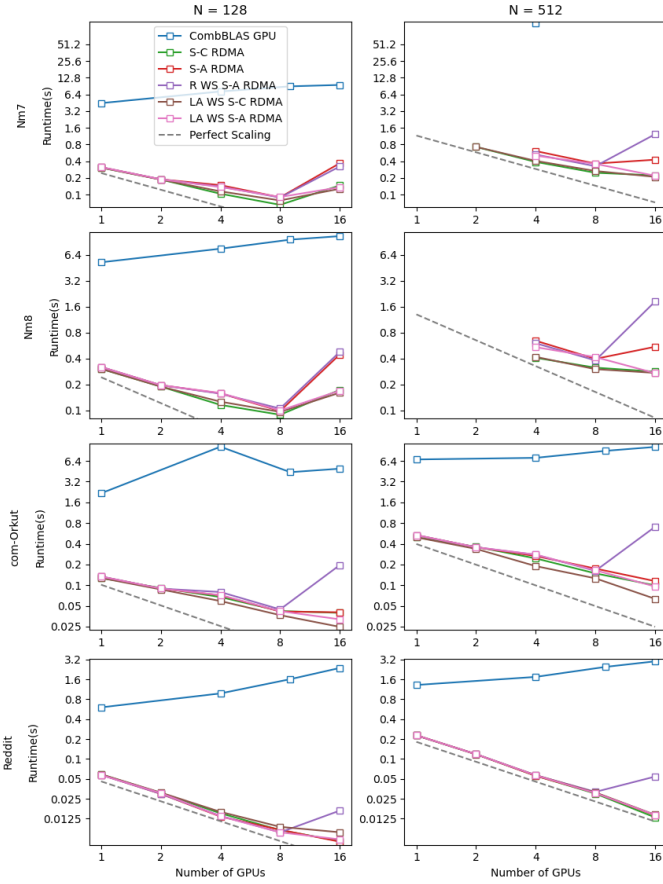 N = 128
N = 512
CombBLAS GPU
S-C RDMA
S-A RDMA
R WS S-A RDMA
LA WS S-C RDMA
LA WS S-A RDMA
Perfect Scaling
Nm7
Runtime(s)
51.2
25.6
12.8
6.4
3.2
1.6
0.8
0.4
0.2
0.1
1 2 4 8 16
51.2
25.6
12.8
6.4
3.2
1.6
0.8
0.4
0.2
0.1
1 2 4 8 16
Nm8
Runtime(s)
6.4
3.2
1.6
0.8
0.4
0.2
0.1
1 2 4 8 16
6.4
3.2
1.6
0.8
0.4
0.2
0.1
1 2 4 8 16
com-Orkut
Runtime(s)
6.4
3.2
1.6
0.8
0.4
0.2
0.1
0.05
0.025
1 2 4 8 16
6.4
3.2
1.6
0.8
0.4
0.2
0.1
0.05
0.025
1 2 4 8 16
Reddit
Runtime(s)
3.2
1.6
0.8
0.4
0.2
0.1
0.05
0.025
0.0125
1 2 4 8 16
Number of GPUs
3.2
1.6
0.8
0.4
0.2
0.1
0.05
0.025
0.0125
1 2 4 8 16
Number of GPUs